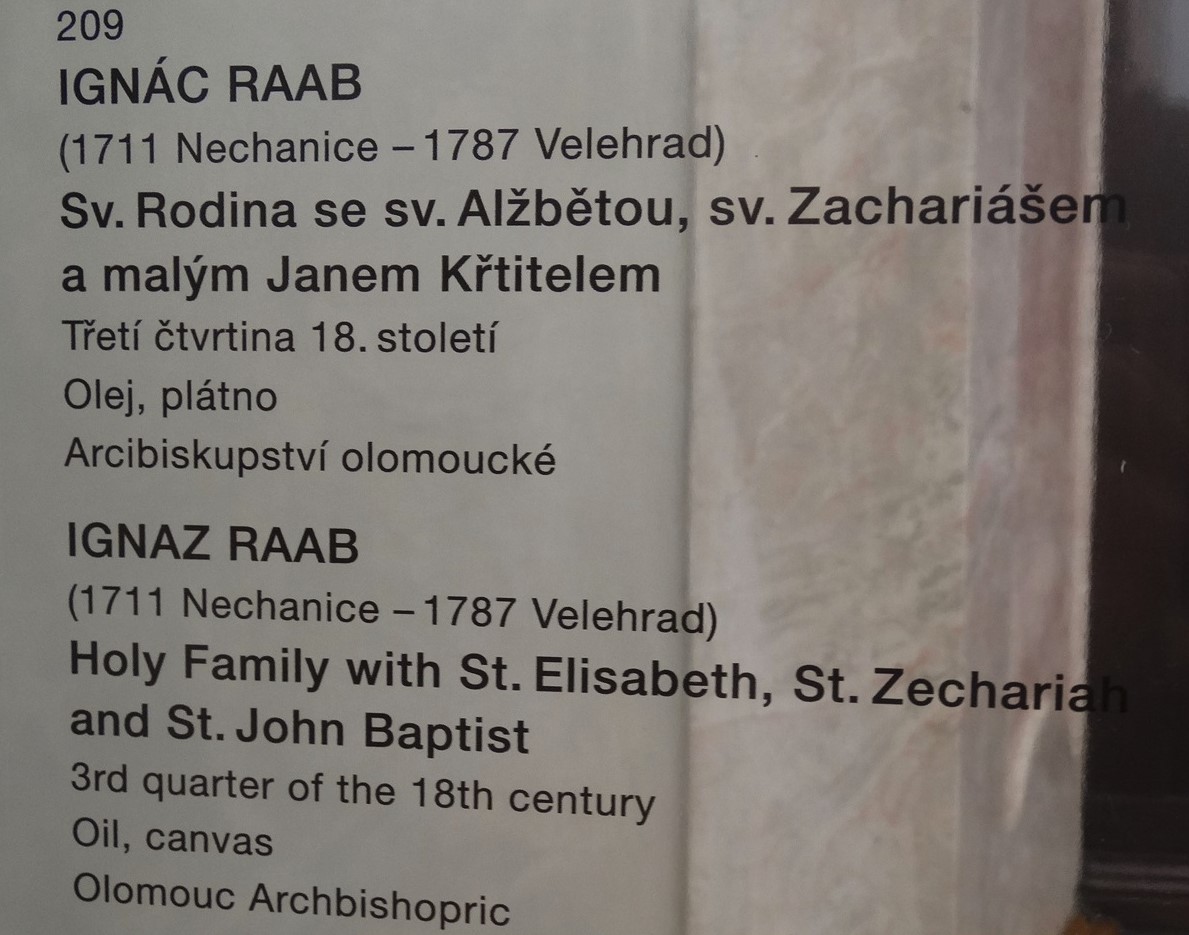 209
IGNÁC RAAB
(1711 Nechanice – 1787 Velehrad)
Sv. Rodina se sv. Alžbětou, sv. Zachariášem
a malým Janem Křtitelem
Třetí čtvrtina 18. století
Olej, plátno
Arcibiskupství olomoucké
IGNAZ RAAB
(1711 Nechanice – 1787 Velehrad)
Holy Family with St. Elisabeth, St. Zechariah
and St. John Baptist
3rd quarter of the 18th century
Oil, canvas
Olomouc Archbishopric